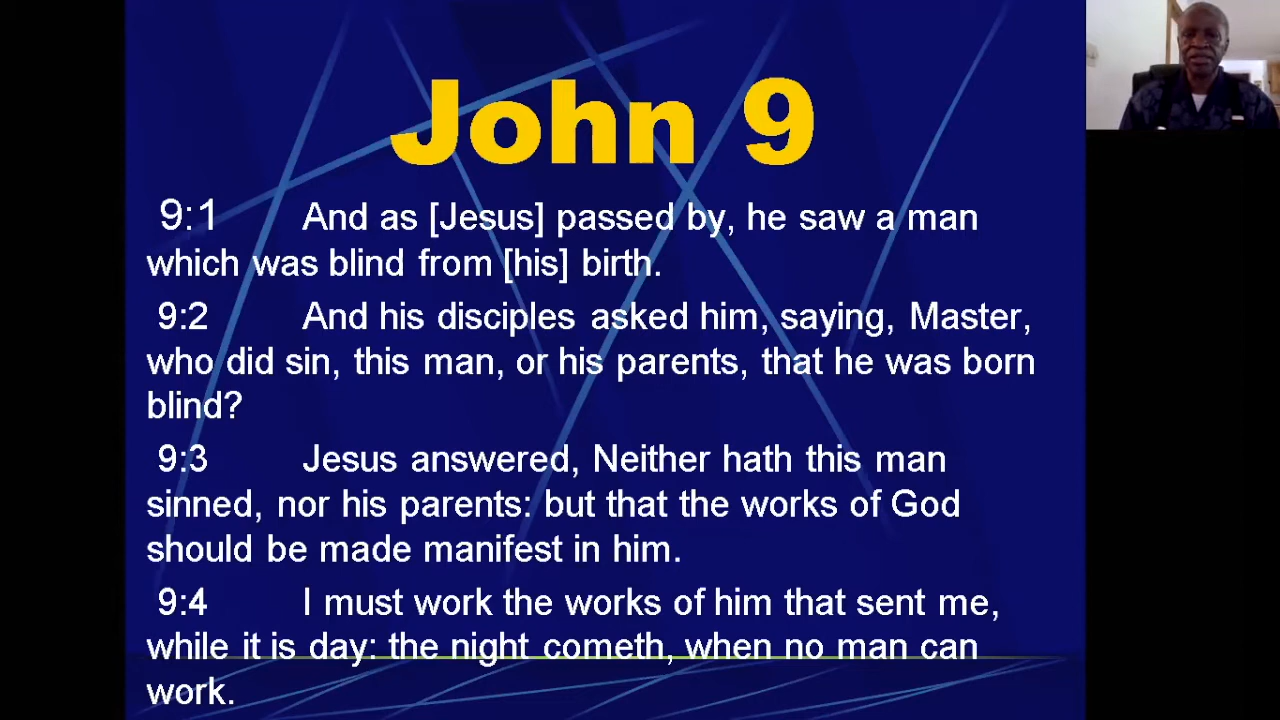 John 9
9:1 And as [Jesus] passed by, he saw a man
which was blind from [his] birth.
9:2 And his disciples asked him, saying, Master,
who did sin, this man, or his parents, that he was born
blind?
9:3 Jesus answered, Neither hath this man
sinned, nor his parents: but that the works of God
should be made manifest in him.
9:4 I must work the works of him that sent me,
while it is day: the night cometh, when no man can
work.